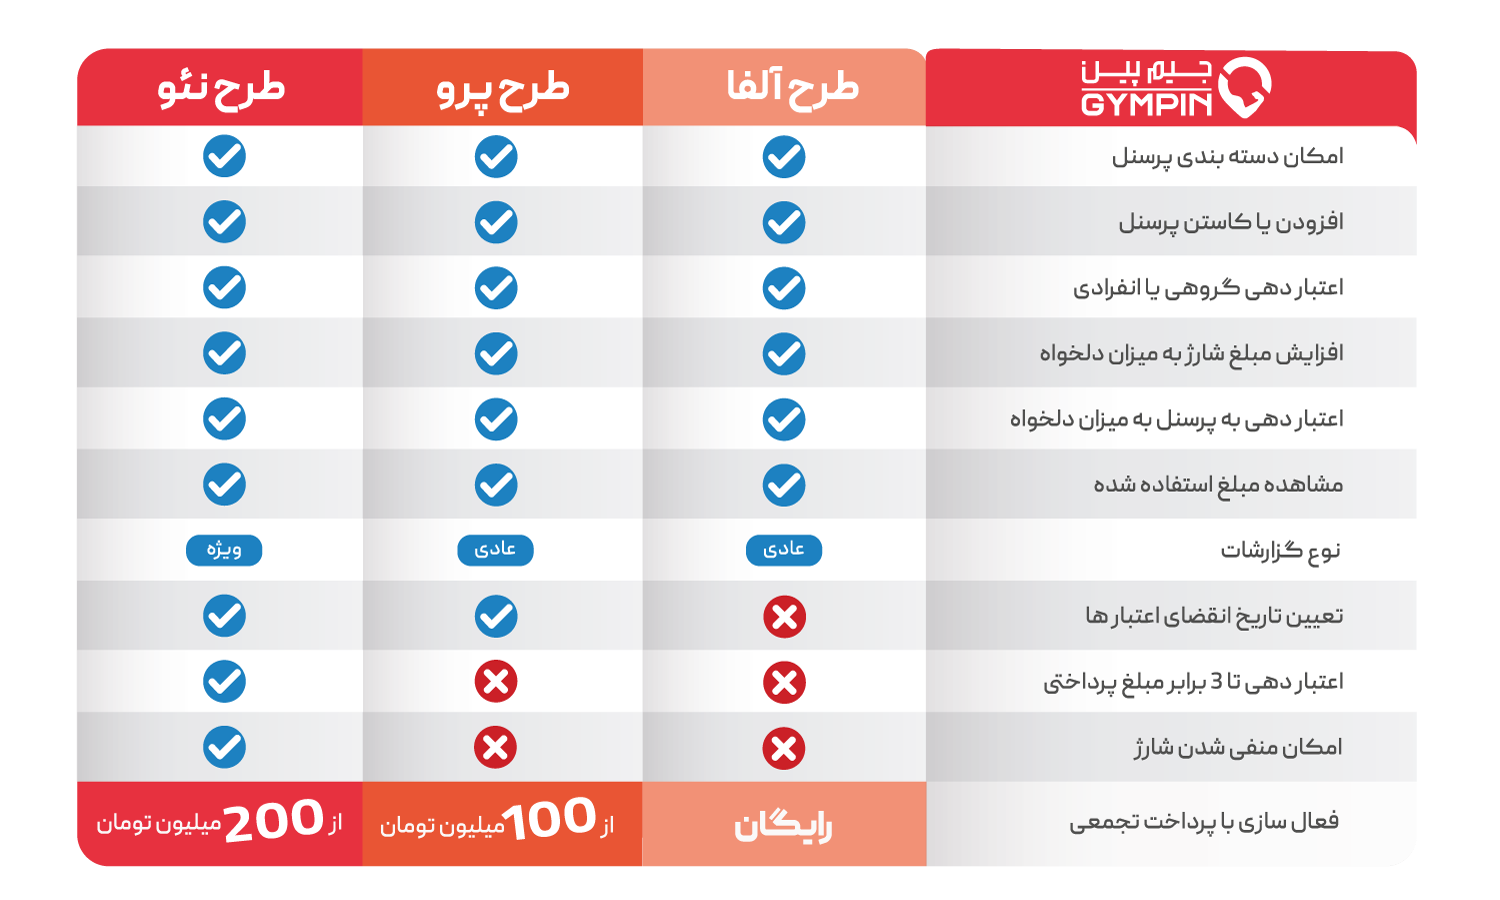 جیم پین
GYMPIN
طرح آلفا
طرح پرو
طرح نئو
امکان دسته بندی پرسنل
افزودن یا کاستن پرسنل
اعتبار دهی گروهی یا انفرادی
افزایش مبلغ شارژ به میزان دلخواه
اعتبار دهی به پرسنل به میزان دلخواه
مشاهده مبلغ استفاده شده
نوع گزارشات
عادی
عادی
ویژه
تعیین تاریخ انقضای اعتبار ها
اعتبار دهی تا 3 برابر مبلغ پرداختی
امکان منفی شدن شارژ
فعال سازی با پرداخت تجمعی
رایگان
از 100 میلیون تومان
از 200 میلیون تومان